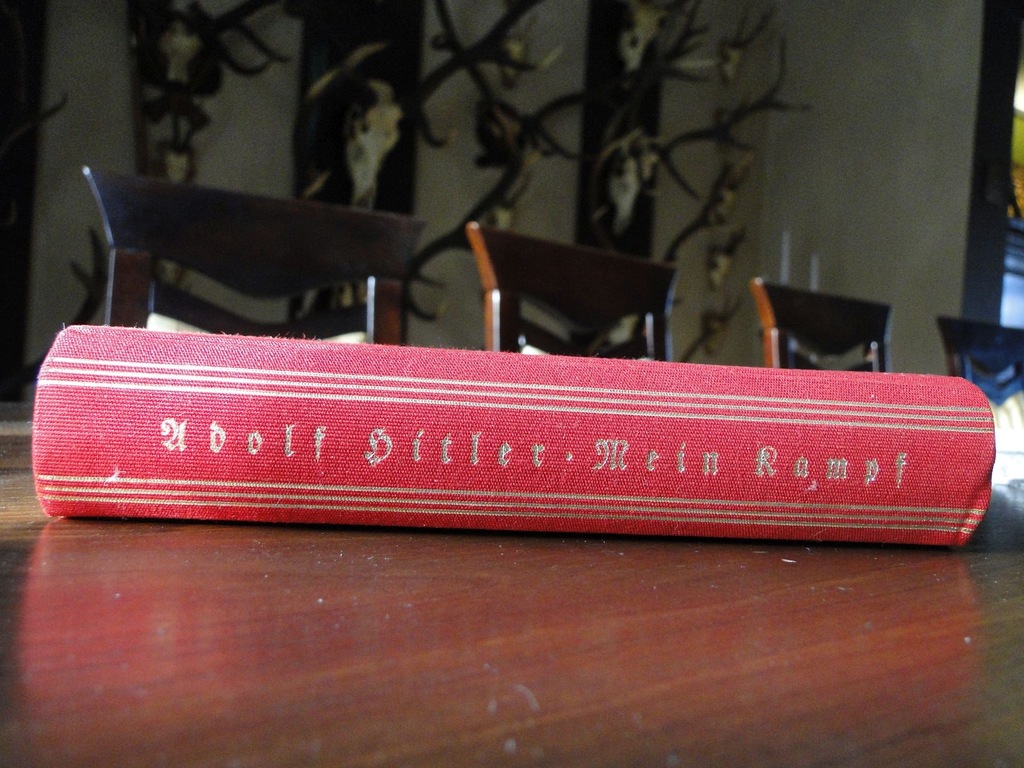 Adolf Hitler · Mein Kampf